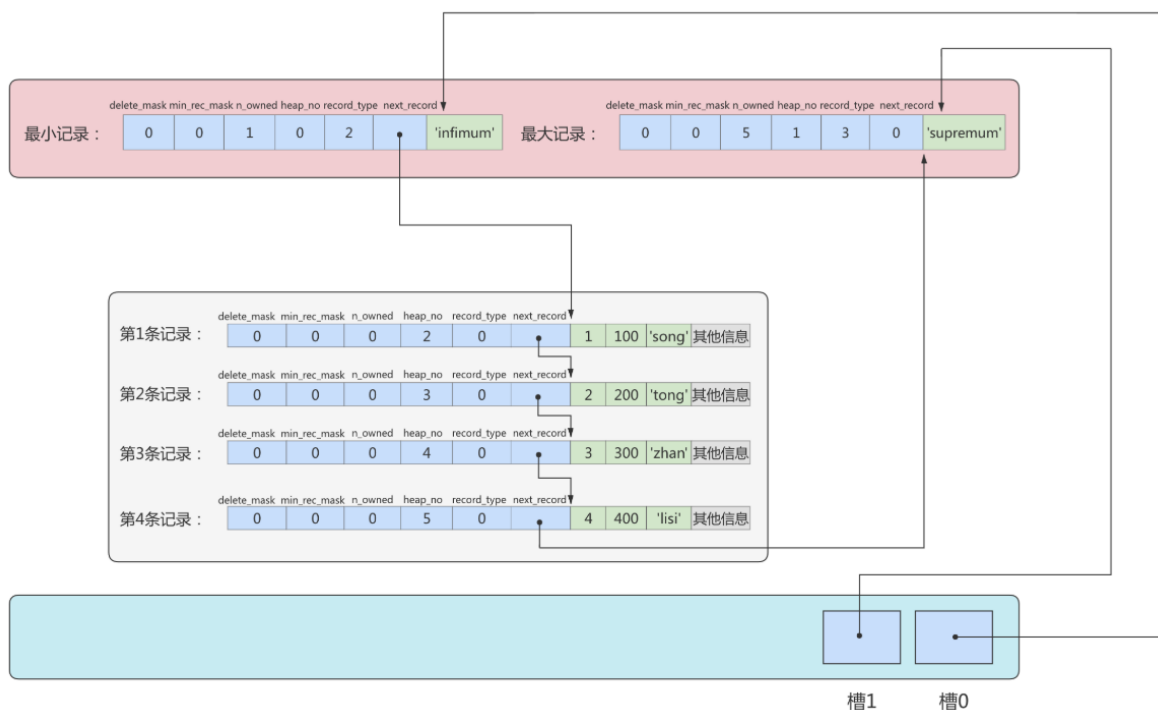 delete_mask min_rec_mask n_owned heap_no record_type next_record
最小记录： 0 0 1 0 2 'infimum'
delete_mask min_rec_mask n_owned heap_no record_type next_record
最大记录： 0 0 5 1 3 0 'supremum'
delete_mask min_rec_mask n_owned heap_no record_type next_record
第1条记录： 0 0 0 2 0 1 100 'song' 其他信息
delete_mask min_rec_mask n_owned heap_no record_type next_record
第2条记录： 0 0 0 3 0 2 200 'tong' 其他信息
delete_mask min_rec_mask n_owned heap_no record_type next_record
第3条记录： 0 0 0 4 0 3 300 'zhan' 其他信息
delete_mask min_rec_mask n_owned heap_no record_type next_record
第4条记录： 0 0 0 5 0 4 400 'lisi' 其他信息
槽1 槽0